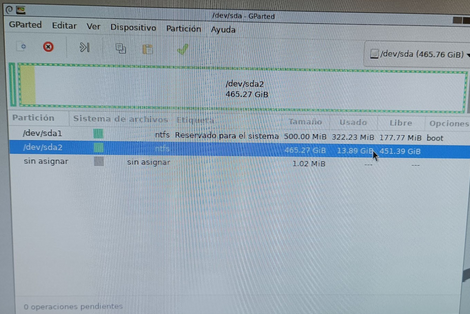 /dev/sda - GParted
GParted Editar Ver Dispositivo Partición Ayuda
/dev/sda (465.76 GiB)
/dev/sda2
465.27 GiB
Partición Sistema de archivos Etiqueta Tamaño Usado Libre Opciones
/dev/sda1 ntfs Reservado para el sistema 500.00 MiB 322.23 MiB 177.77 MiB boot
/dev/sda2 ntfs 465.27 GiB 13.89 GiB 451.39 GiB
sin asignar sin asignar 1.02 MiB --- ---
0 operaciones pendientes